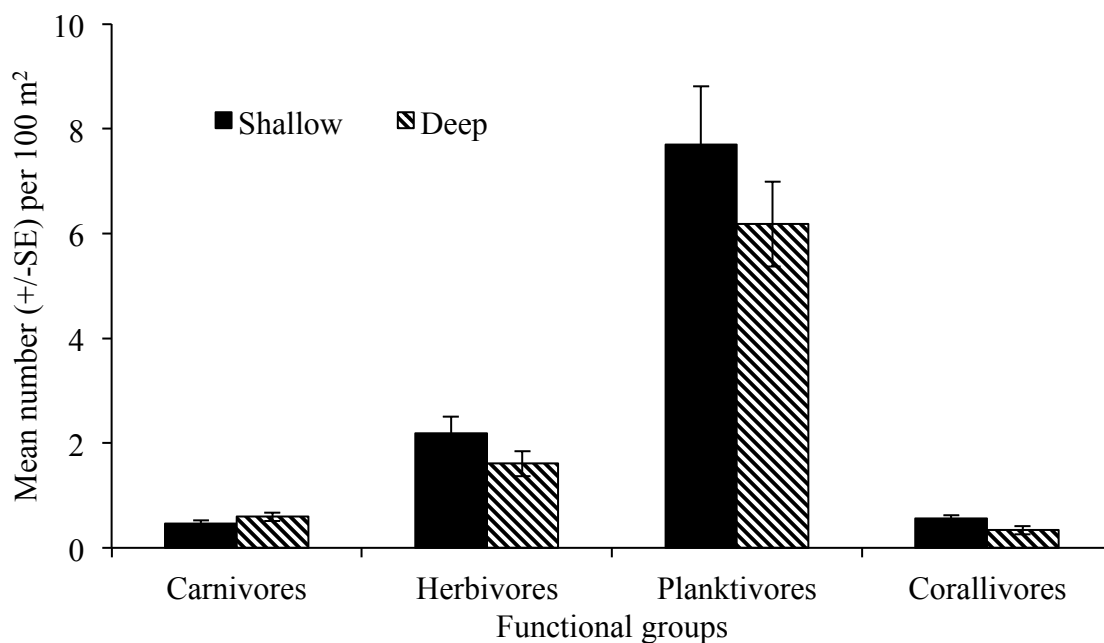 Mean number (+/-SE) per 100 m²
10
8
6
4
2
0
Shallow Deep
Carnivores Herbivores Planktivores Corallivores
Functional groups